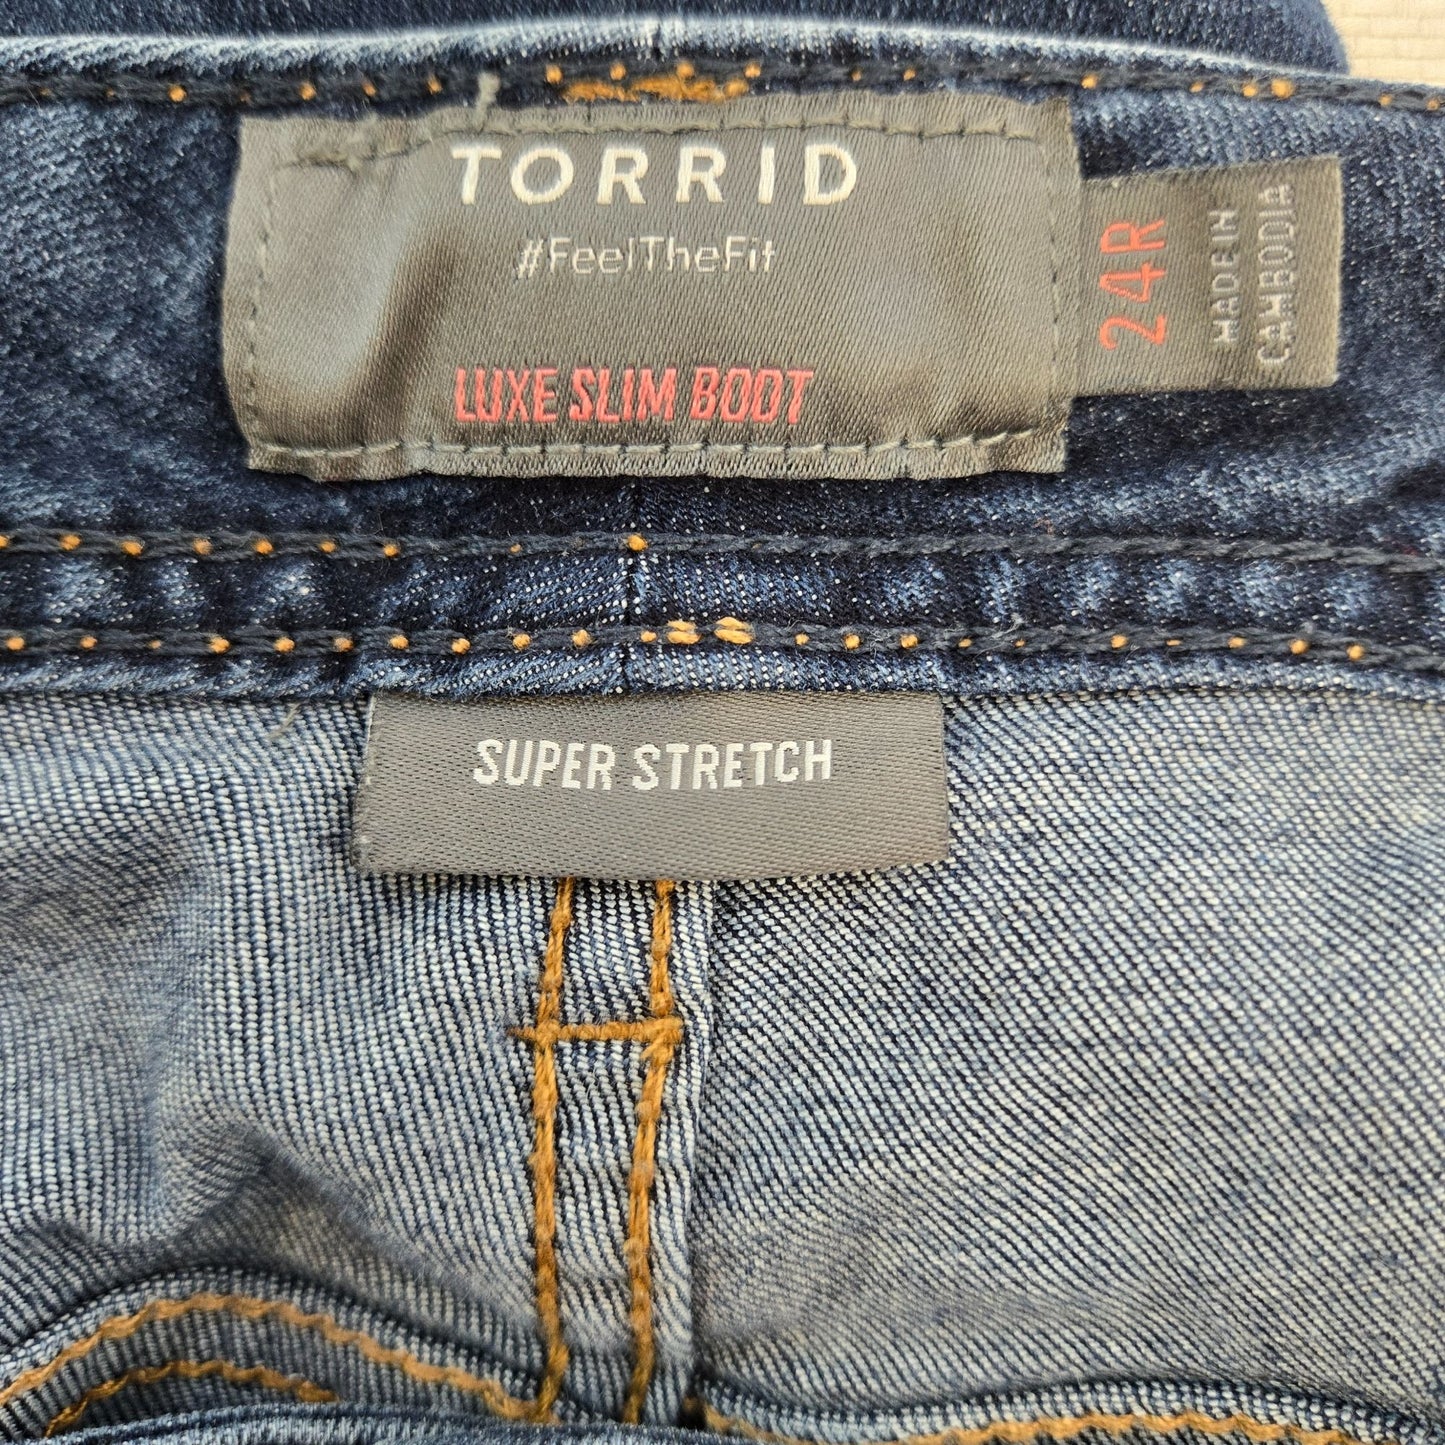 TORRID
#FeelTheFit
LUXE SLIM BOOT
24R
MADE IN
CAMBODIA
SUPER STRETCH